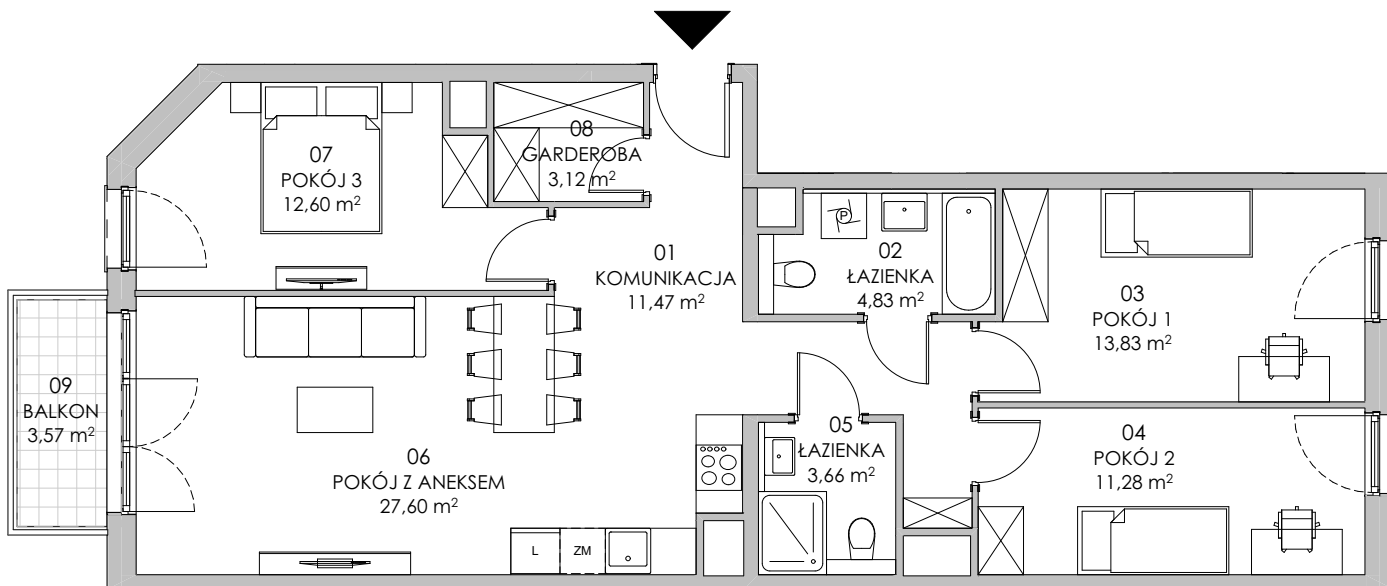 07
POKÓJ 3
12,60 m²
08
GARDEROBA
3,12 m²
01
KOMUNIKACJA
11,47 m²
P
02
ŁAZIENKA
4,83 m²
03
POKÓJ 1
13,83 m²
09
BALKON
3,57 m²
06
POKÓJ Z ANEKSEM
27,60 m²
05
ŁAZIENKA
3,66 m²
04
POKÓJ 2
11,28 m²
L
ZM